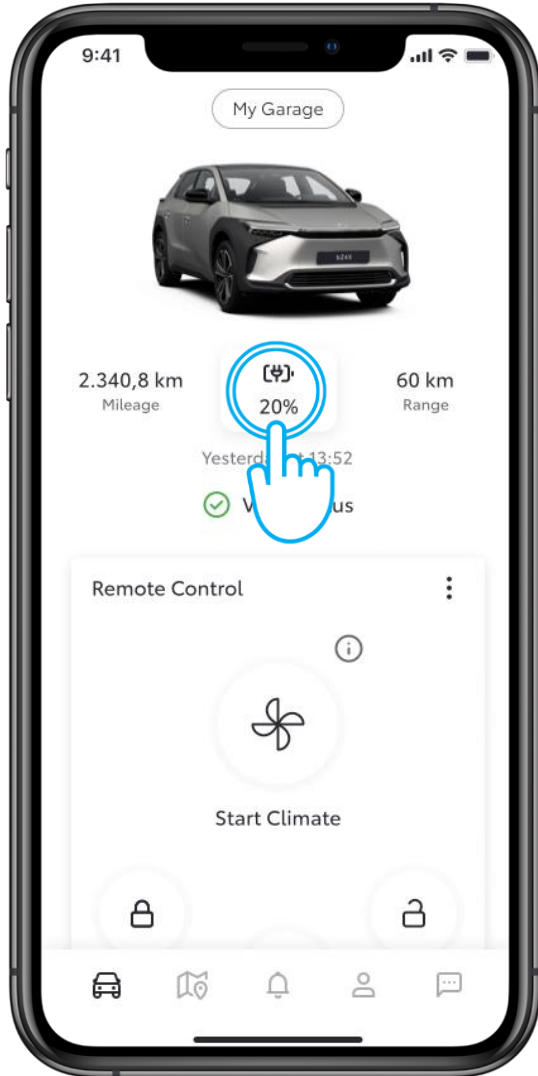 9:41
My Garage
bZ4X
2.340,8 km
Mileage
20%
60 km
Range
13:52
Remote Control
Start Climate